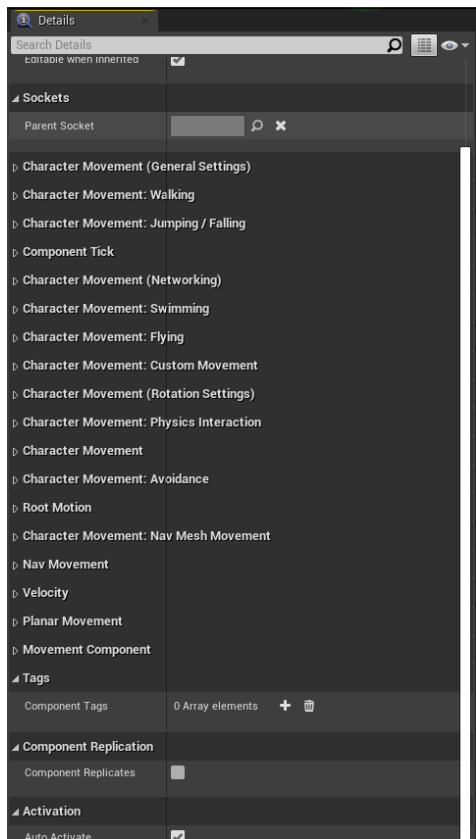 Details
Search Details
Editable when Inherited
Sockets
Parent Socket
Character Movement (General Settings)
Character Movement: Walking
Character Movement: Jumping / Falling
Component Tick
Character Movement (Networking)
Character Movement: Swimming
Character Movement: Flying
Character Movement: Custom Movement
Character Movement (Rotation Settings)
Character Movement: Physics Interaction
Character Movement
Character Movement: Avoidance
Root Motion
Character Movement: Nav Mesh Movement
Nav Movement
Velocity
Planar Movement
Movement Component
Tags
Component Tags 0 Array elements
Component Replication
Component Replicates
Activation
Auto Activate